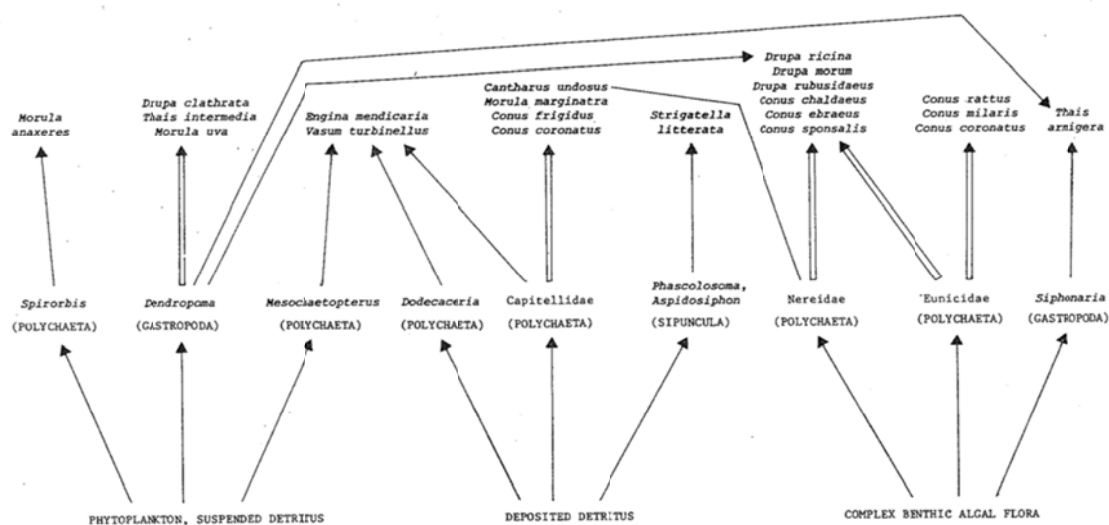 Drupa ricina
Drupa morum
Drupa rubusidaeus
Conus chaldaeus
Conus ebraeus
Conus sponsalis
Cantharus undosus
Morula marginatra
Conus frigidus
Conus coronatus
Drupa clathrata
Thais intermedia
Morula uva
Conus rattus
Conus milaris
Conus coronatus
Morula
anaxeres
Engina mendicaria
Vasum turbinellus
Strigatella
litterata
Thais
armigera
Spirorbis
(POLYCHAETA)
Dendropoma
(GASTROPODA)
Mesochaetopterus
(POLYCHAETA)
Dodecaceria
(POLYCHAETA)
Capitellidae
(POLYCHAETA)
Phascolosoma,
Aspidosiphon
(SIPUNCULA)
Nereidae
(POLYCHAETA)
Eunicidae
(POLYCHAETA)
Siphonaria
(GASTROPODA)
PHYTOPLANKTON, SUSPENDED DETRITUS
DEPOSITED DETRITUS
COMPLEX BENTHIC ALGAL FLORA